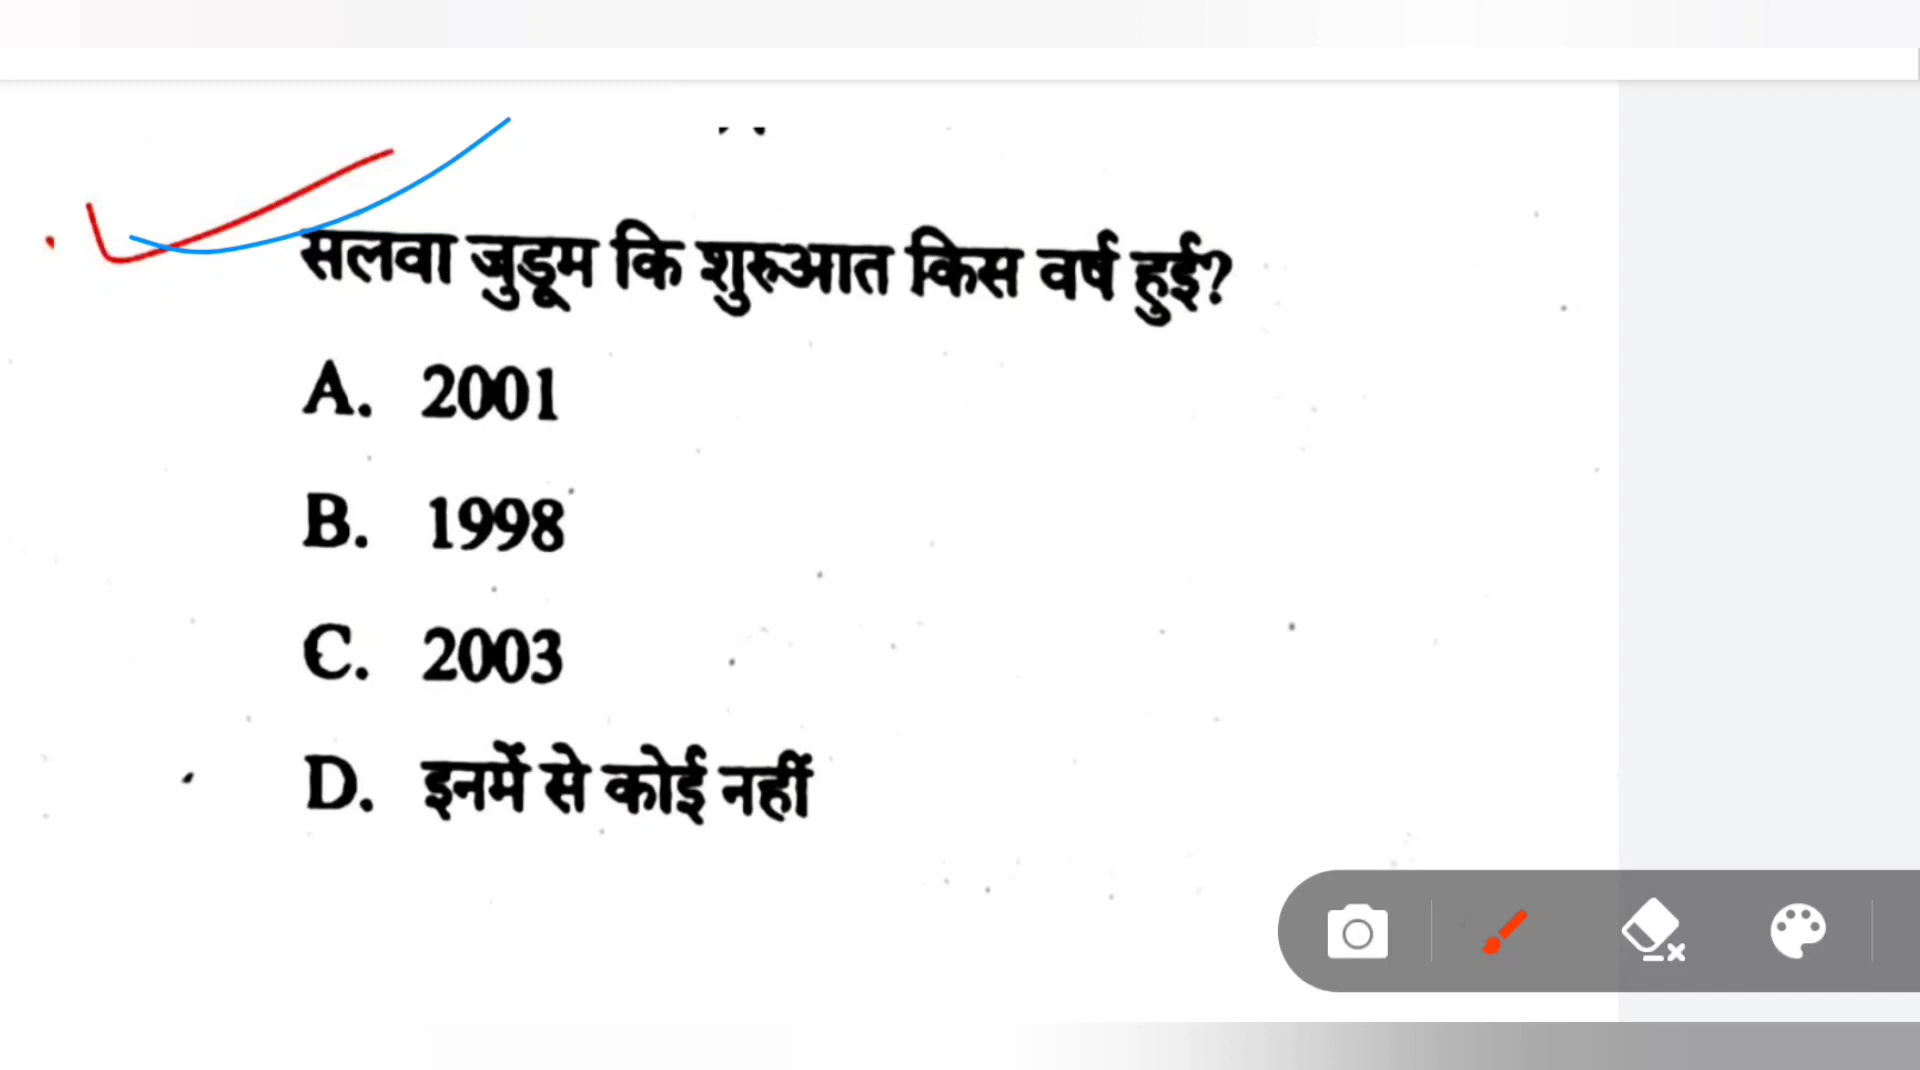 सलवा जुडूम कि शुरुआत किस वर्ष हुई?
A. 2001
B. 1998
C. 2003
D. इनमें से कोई नहीं